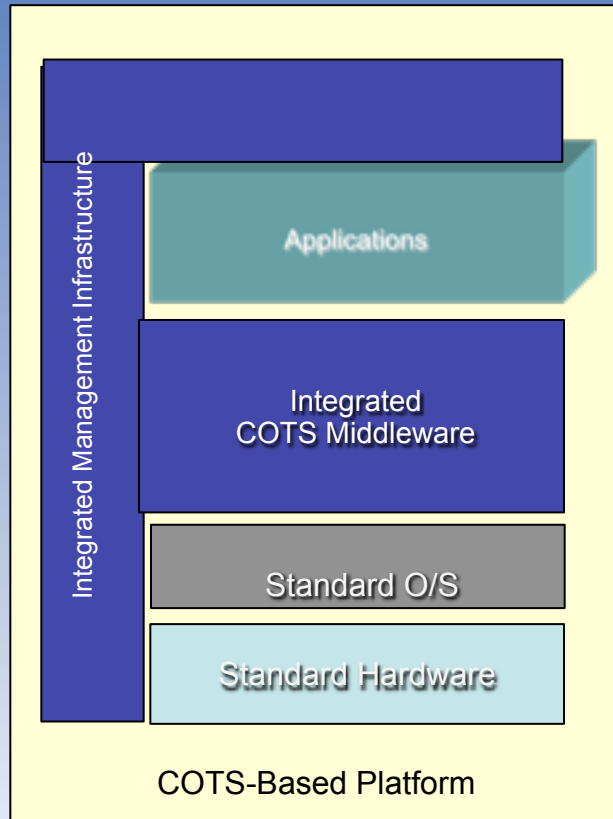 Integrated Management Infrastructure
Applications
Integrated
COTS Middleware
Standard O/S
Standard Hardware
COTS-Based Platform